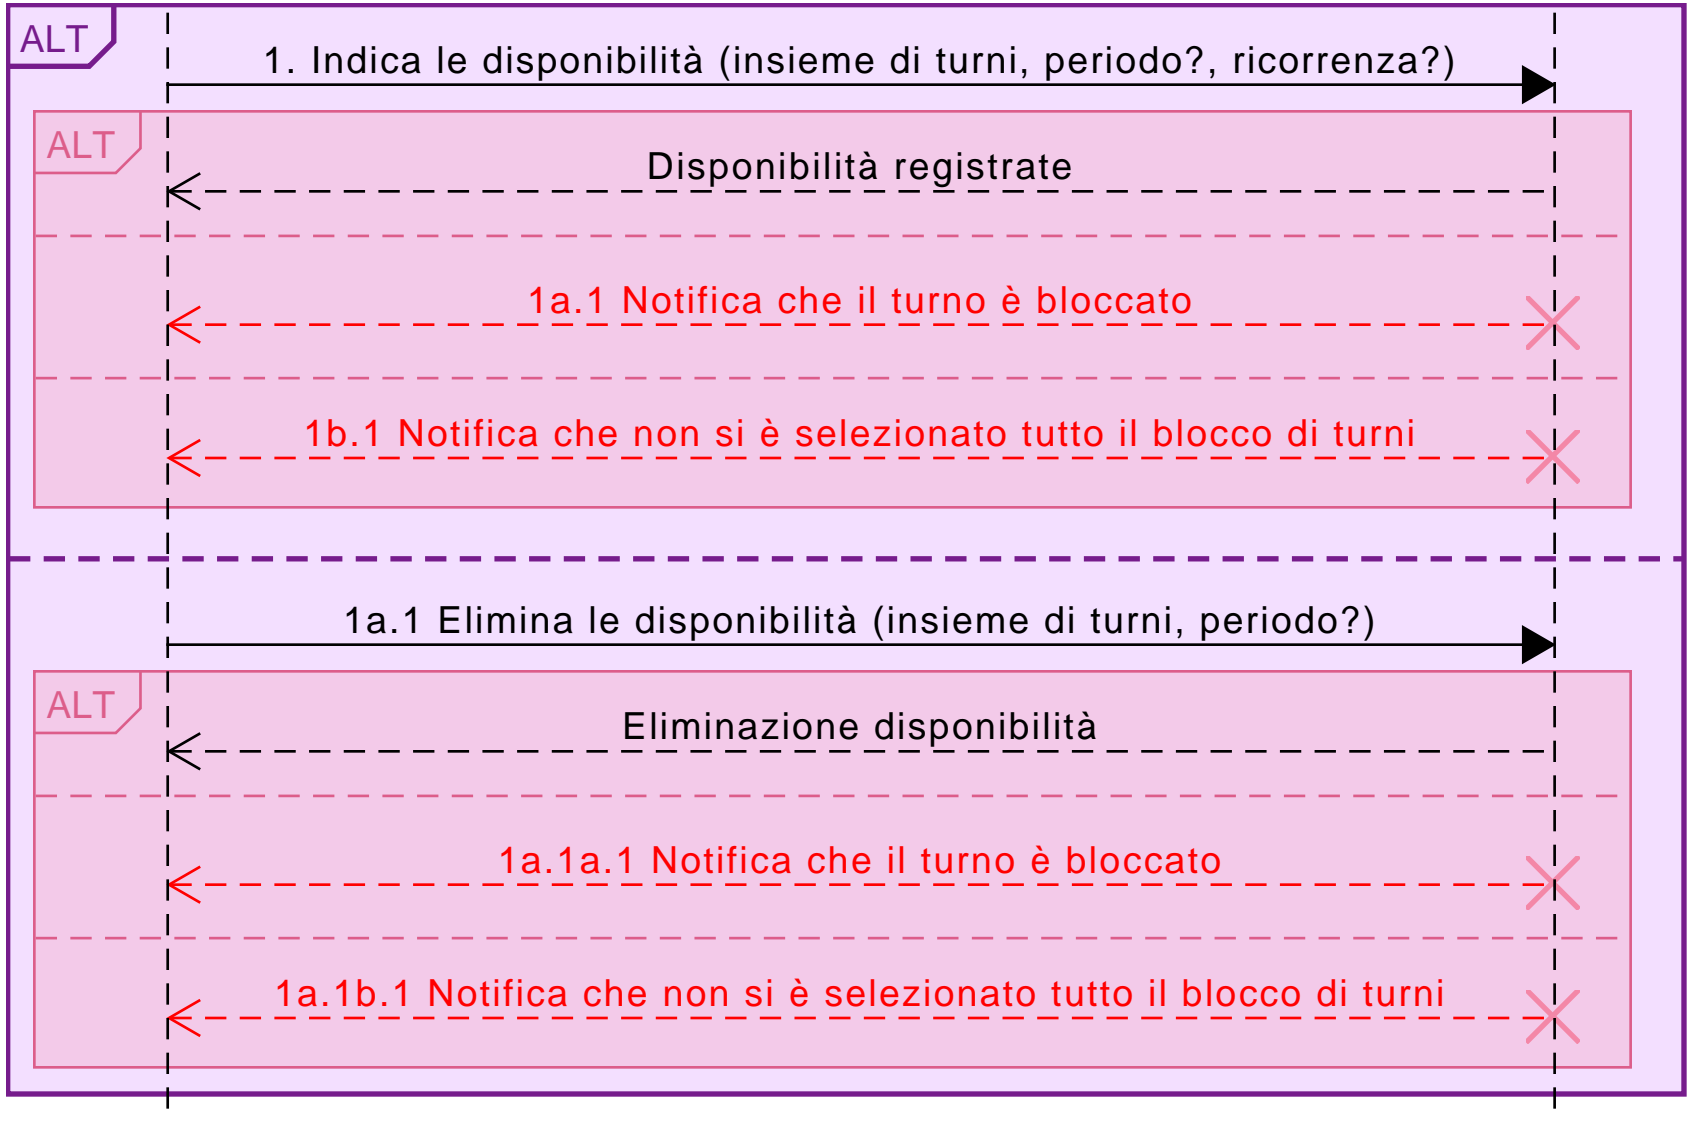 ALT
1. Indica le disponibilità (insieme di turni, periodo?, ricorrenza?)
ALT
Disponibilità registrate
1a.1 Notifica che il turno è bloccato
1b.1 Notifica che non si è selezionato tutto il blocco di turni
1a.1 Elimina le disponibilità (insieme di turni, periodo?)
ALT
Eliminazione disponibilità
1a.1a.1 Notifica che il turno è bloccato
1a.1b.1 Notifica che non si è selezionato tutto il blocco di turni